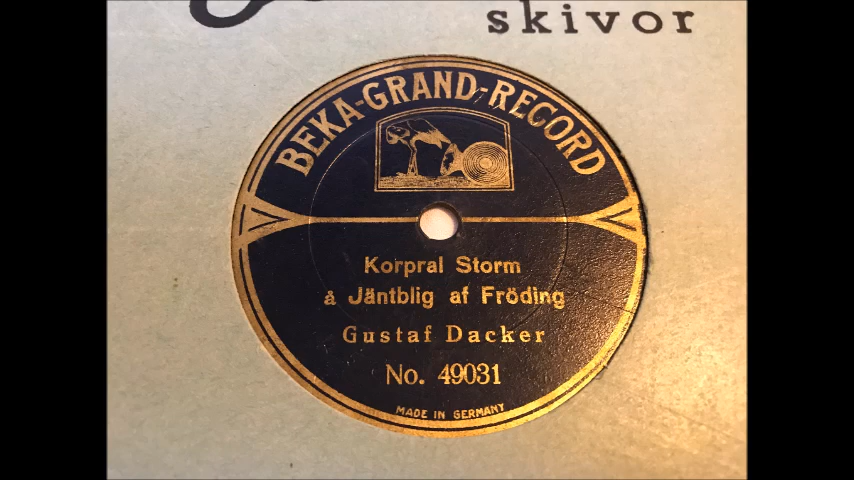 skivor
BEKA-GRAND-RECORD
Korpral Storm
å Jäntblig af Fröding
Gustaf Dacker
No. 49031
MADE IN GERMANY